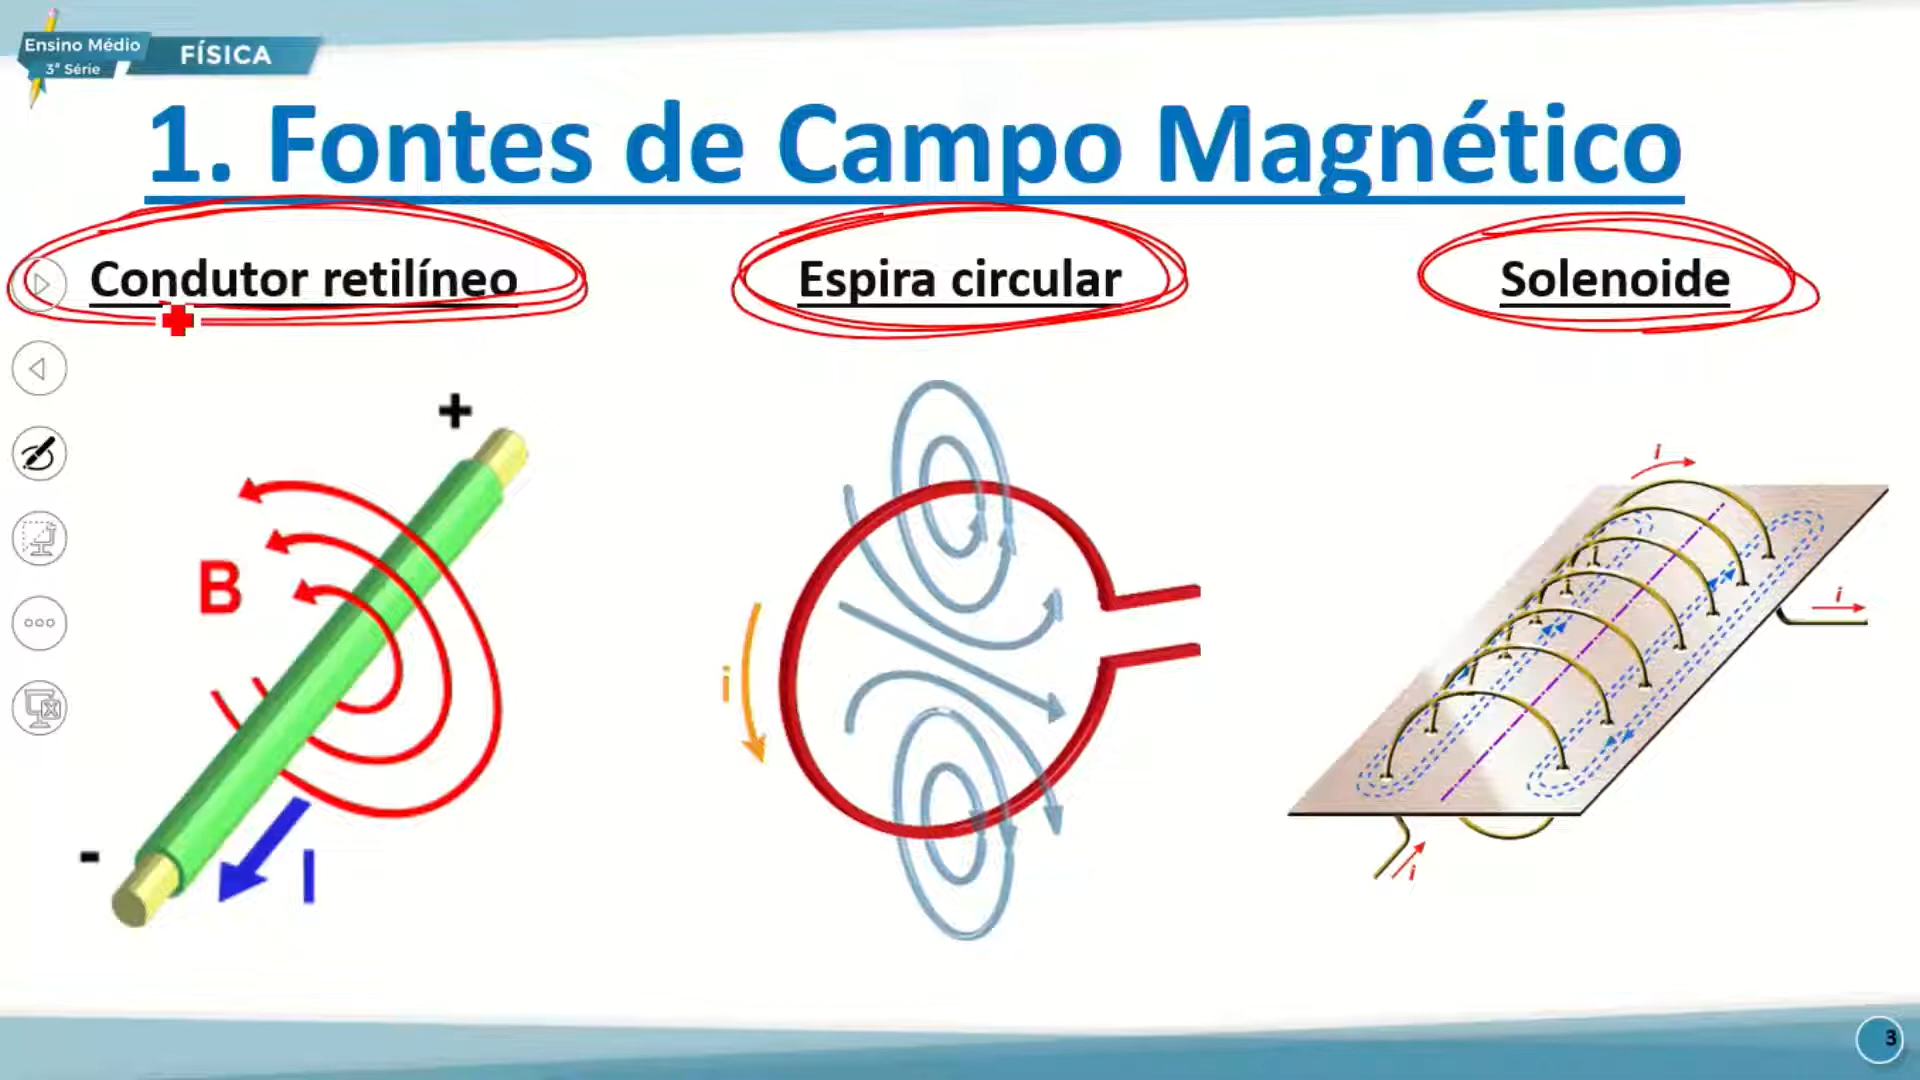 Ensino Médio
3ª Série
FÍSICA
1. Fontes de Campo Magnético
Condutor retilíneo
Espira circular
Solenoide
+
B
-
I
i
i
i
i
3